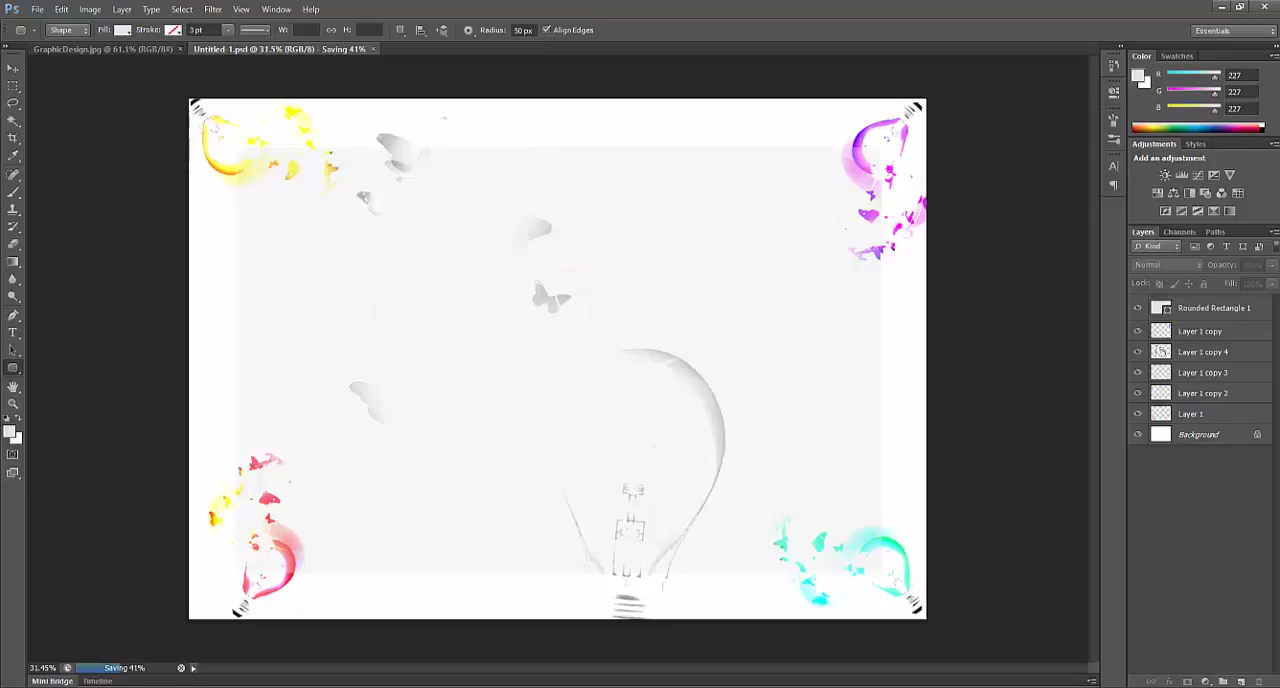 Ps File Edit Image Layer Type Select Filter View Window Help
Shape Fill: Stroke: 3 pt W: H: Radius: 50 px Align Edges Essentials
GraphicDesign.jpg @ 61.1% (RGB/8#) × Untitled-1.psd @ 31.5% (RGB/8) - Saving 41% ×
Color Swatches
R 227
G 227
B 227
Adjustments Styles
Add an adjustment
Layers Channels Paths
Kind
Normal Opacity: 100%
Lock: Fill: 100%
Rounded Rectangle 1
Layer 1 copy
Layer 1 copy 4
Layer 1 copy 3
Layer 1 copy 2
Layer 1
Background
31.45% Saving 41%
Mini Bridge Timeline